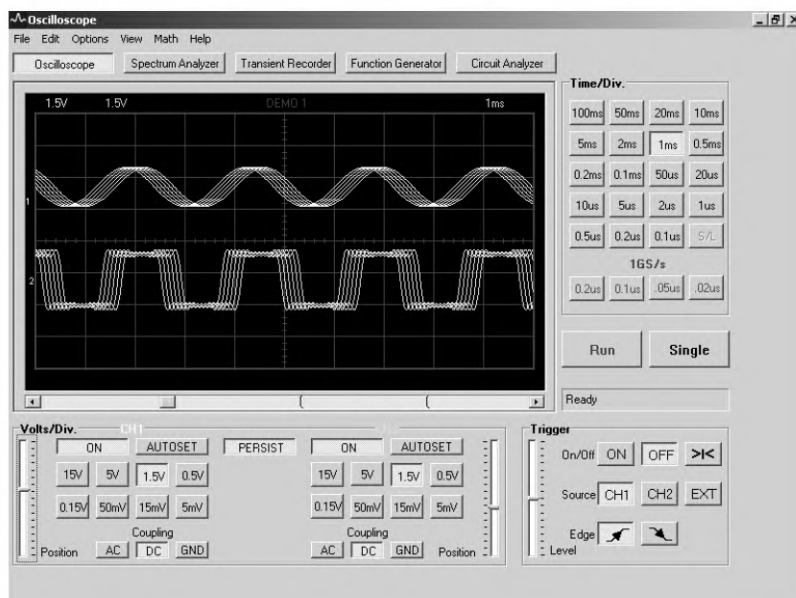 Oscilloscope
File Edit Options View Math Help
Oscilloscope Spectrum Analyzer Transient Recorder Function Generator Circuit Analyzer
1.5V 1.5V DEMO 1 1ms
1
2
Time/Div.
100ms 50ms 20ms 10ms
5ms 2ms 1ms 0.5ms
0.2ms 0.1ms 50us 20us
10us 5us 2us 1us
0.5us 0.2us 0.1us S/L
1GS/s
0.2us 0.1us .05us .02us
Run Single
Ready
Volts/Div. CH1
ON AUTOSET PERSIST ON AUTOSET
15V 5V 1.5V 0.5V 15V 5V 1.5V 0.5V
0.15V 50mV 15mV 5mV 0.15V 50mV 15mV 5mV
Coupling Coupling
Position AC DC GND AC DC GND Position
Trigger
On/Off ON OFF >I<
Source CH1 CH2 EXT
Edge
Level